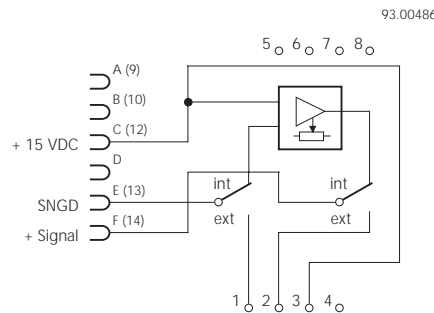 93.00486
5 6 7 8
A (9)
B (10)
C (12)
+ 15 VDC
D
E (13)
SNGD
int
int
F (14)
+ Signal
ext
ext
1 2 3 4